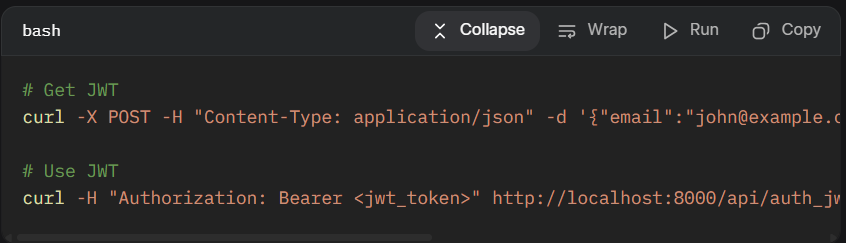 bash
Collapse
Wrap
Run
Copy
# Get JWT
curl -X POST -H "Content-Type: application/json" -d '{"email":"john@example.c
# Use JWT
curl -H "Authorization: Bearer <jwt_token>" http://localhost:8000/api/auth_jw